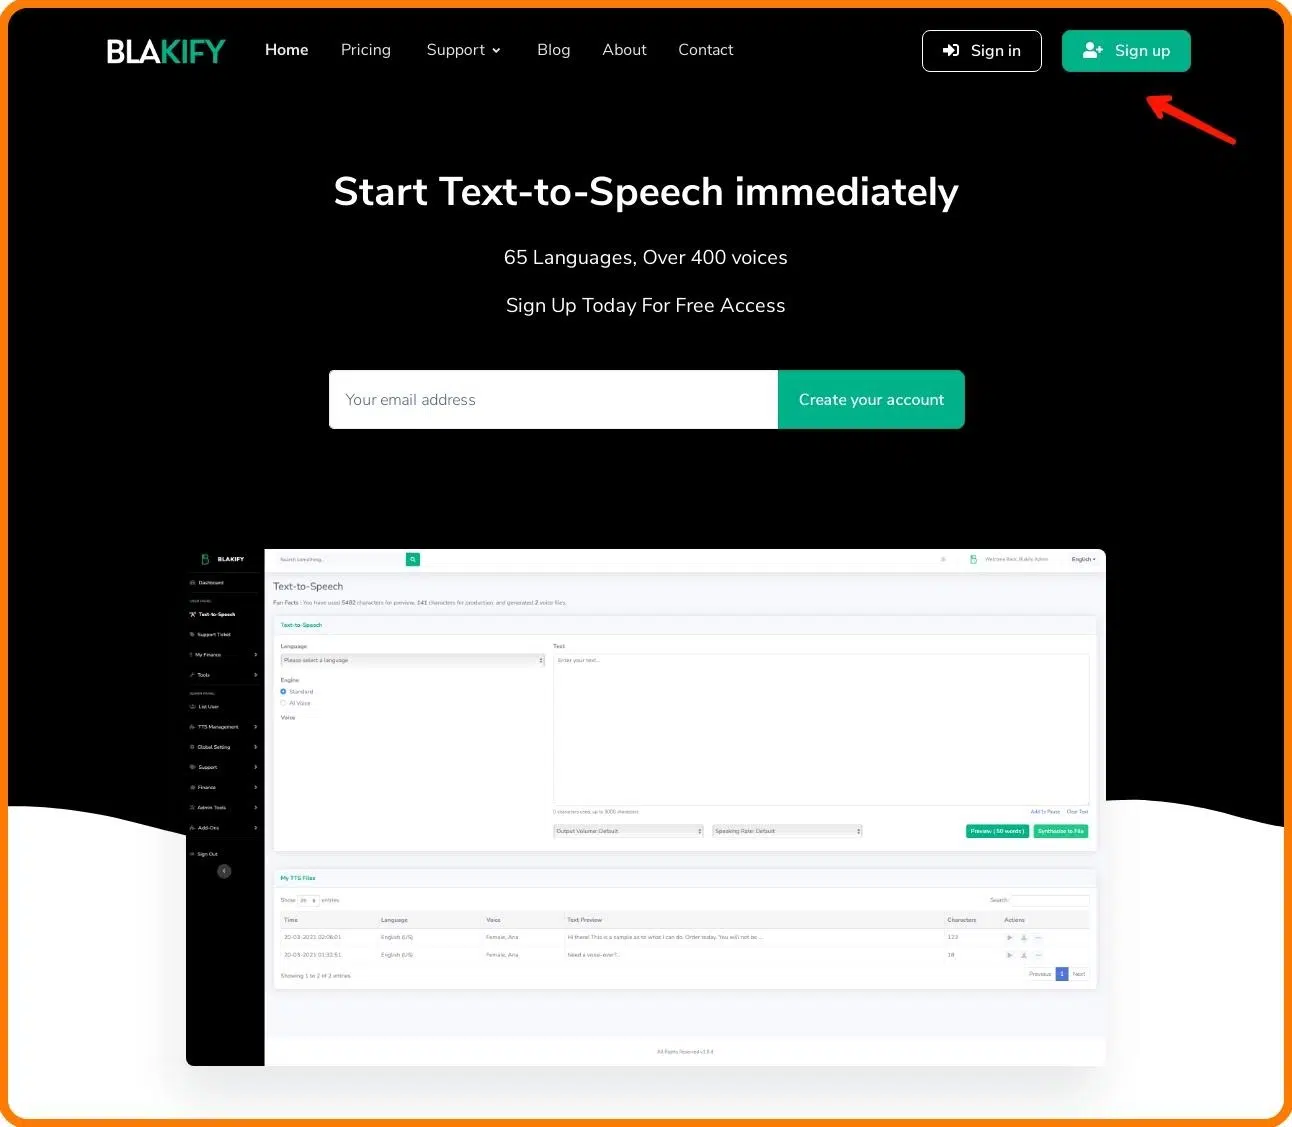 BLAKIFY Home Pricing Support Blog About Contact Sign in Sign up
Start Text-to-Speech immediately
65 Languages, Over 400 voices
Sign Up Today For Free Access
Your email address Create your account
BLAKIFY
Search something...
Welcome Back, Blakify Admin
English
Dashboard
USER PANEL
Text-to-Speech
Support Ticket
My Finance
Tools
ADMIN PANEL
List User
TTS Management
Global Setting
Support
Finance
Admin Tools
Add-Ons
Sign Out
Text-to-Speech
Fun Facts : You have used 5482 characters for preview, 141 characters for production, and generated 2 voice files.
Text-to-Speech
Language
Please select a language
Engine
Standard
AI Voice
Voice
Text
Enter your text...
0 characters used, up to 3000 characters
Add to Pause Clear Text
Output Volume: Default Speaking Rate: Default Preview ( 50 words ) Synthesize to File
My TTS Files
Show entries Search
Time Language Voice Text Preview Characters Actions
20-03-2021 02:06:01 English (US) Female, Ana Hi there! This is a sample as to what I can do. Order today. You will not be ... 123
20-03-2021 01:32:51 English (US) Female, Ana Need a voice-over?... 18
Showing 1 to 2 of 2 entries Previous 1 Next
All Rights Reserved